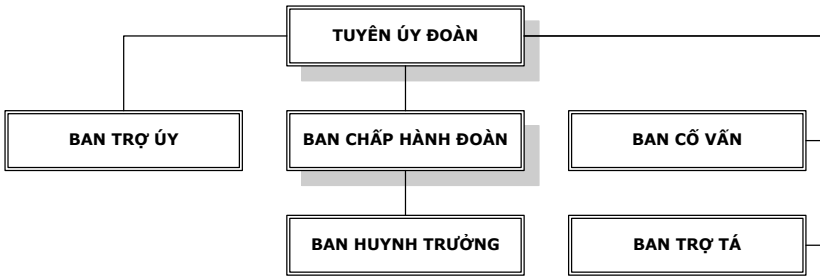 TUYÊN ÚY ĐOÀN
BAN TRỢ ÚY
BAN CHẤP HÀNH ĐOÀN
BAN CỐ VẤN
BAN HUYNH TRƯỞNG
BAN TRỢ TÁ